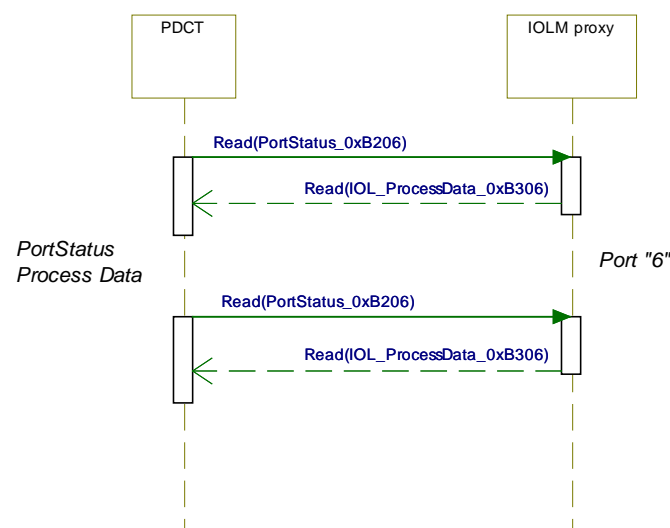 PDCT
IOLM proxy
Read(PortStatus_0xB206)
Read(IOL_ProcessData_0xB306)
PortStatus
Process Data
Port "6"
Read(PortStatus_0xB206)
Read(IOL_ProcessData_0xB306)